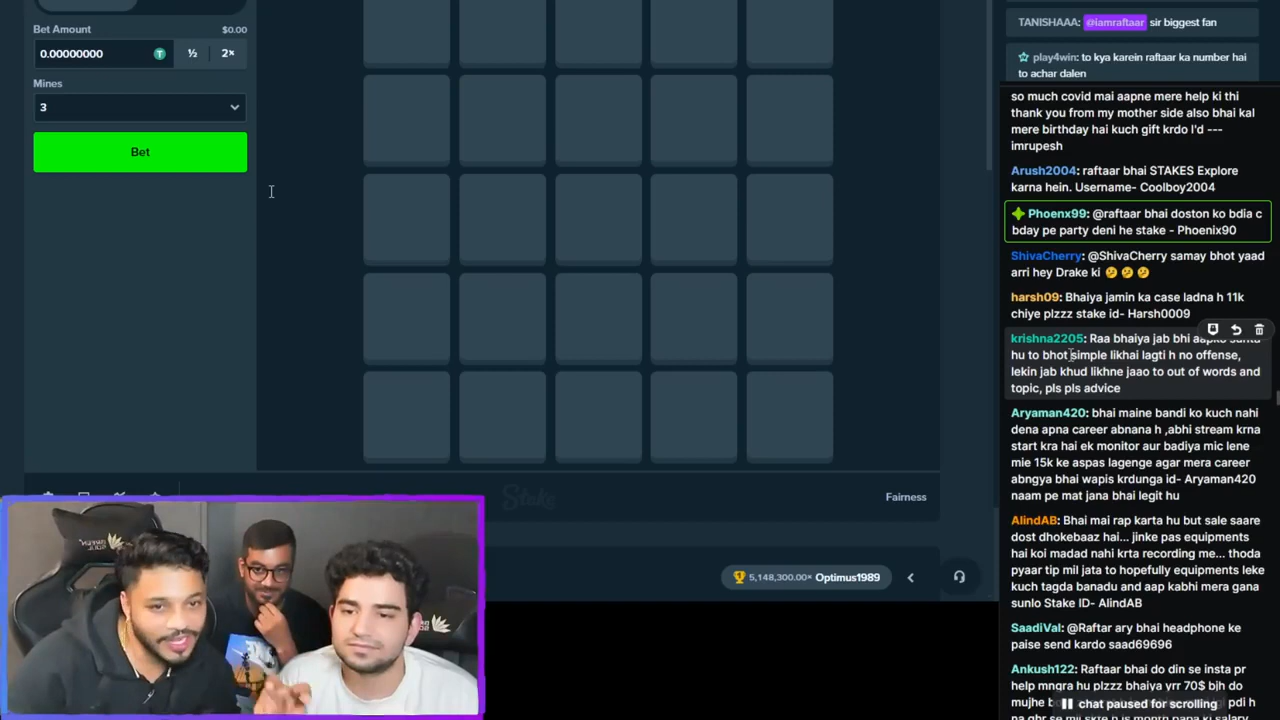 Bet Amount
$0.00
0.00000000
½
2×
Mines
3
Bet
Stake
Fairness
5,148,300.00× Optimus1989
TANISHAAA: @iamraftaar sir biggest fan
play4win: to kya karein raftaar ka number hai
to achar dalen
so much covid mai aapne mere help ki thi
thank you from my mother side also bhai kal
mere birthday hai kuch gift krdo I'd ---
imrupesh
Arush2004: raftaar bhai STAKES Explore
karna hein. Username- Coolboy2004
Phoenx99: @raftaar bhai doston ko bdia c
bday pe party deni he stake - Phoenix90
ShivaCherry: @ShivaCherry samay bhot yaad
arri hey Drake ki 🤔 🤔 🤔
harsh09: Bhaiya jamin ka case ladna h 11k
chiye plzzz stake id- Harsh0009
krishna2205: Raa bhaiya jab bhi
hu to bhot simple likhai lagti h no offense,
lekin jab khud likhne jaao to out of words and
topic, pls pls advice
Aryaman420: bhai maine bandi ko kuch nahi
dena apna career abnana h ,abhi stream krna
start kra hai ek monitor aur badiya mic lene
mie 15k ke aspas lagenge agar mera career
abngya bhai wapis krdunga id- Aryaman420
naam pe mat jana bhai legit hu
AlindAB: Bhai mai rap karta hu but sale saare
dost dhokebaaz hai... jinke pas equipments
hai koi madad nahi krta recording me... thoda
pyaar tip mil jata to hopefully equipments leke
kuch tagda banadu and aap kabhi mera gana
sunlo Stake ID- AlindAB
SaadiVal: @Raftar ary bhai headphone ke
paise send kardo saad69696
Ankush122: Raftaar bhai do din se insta pr
help mngra hu plzzz bhaiya yrr 70$ bjh do
mujhe
chat paused for scrolling